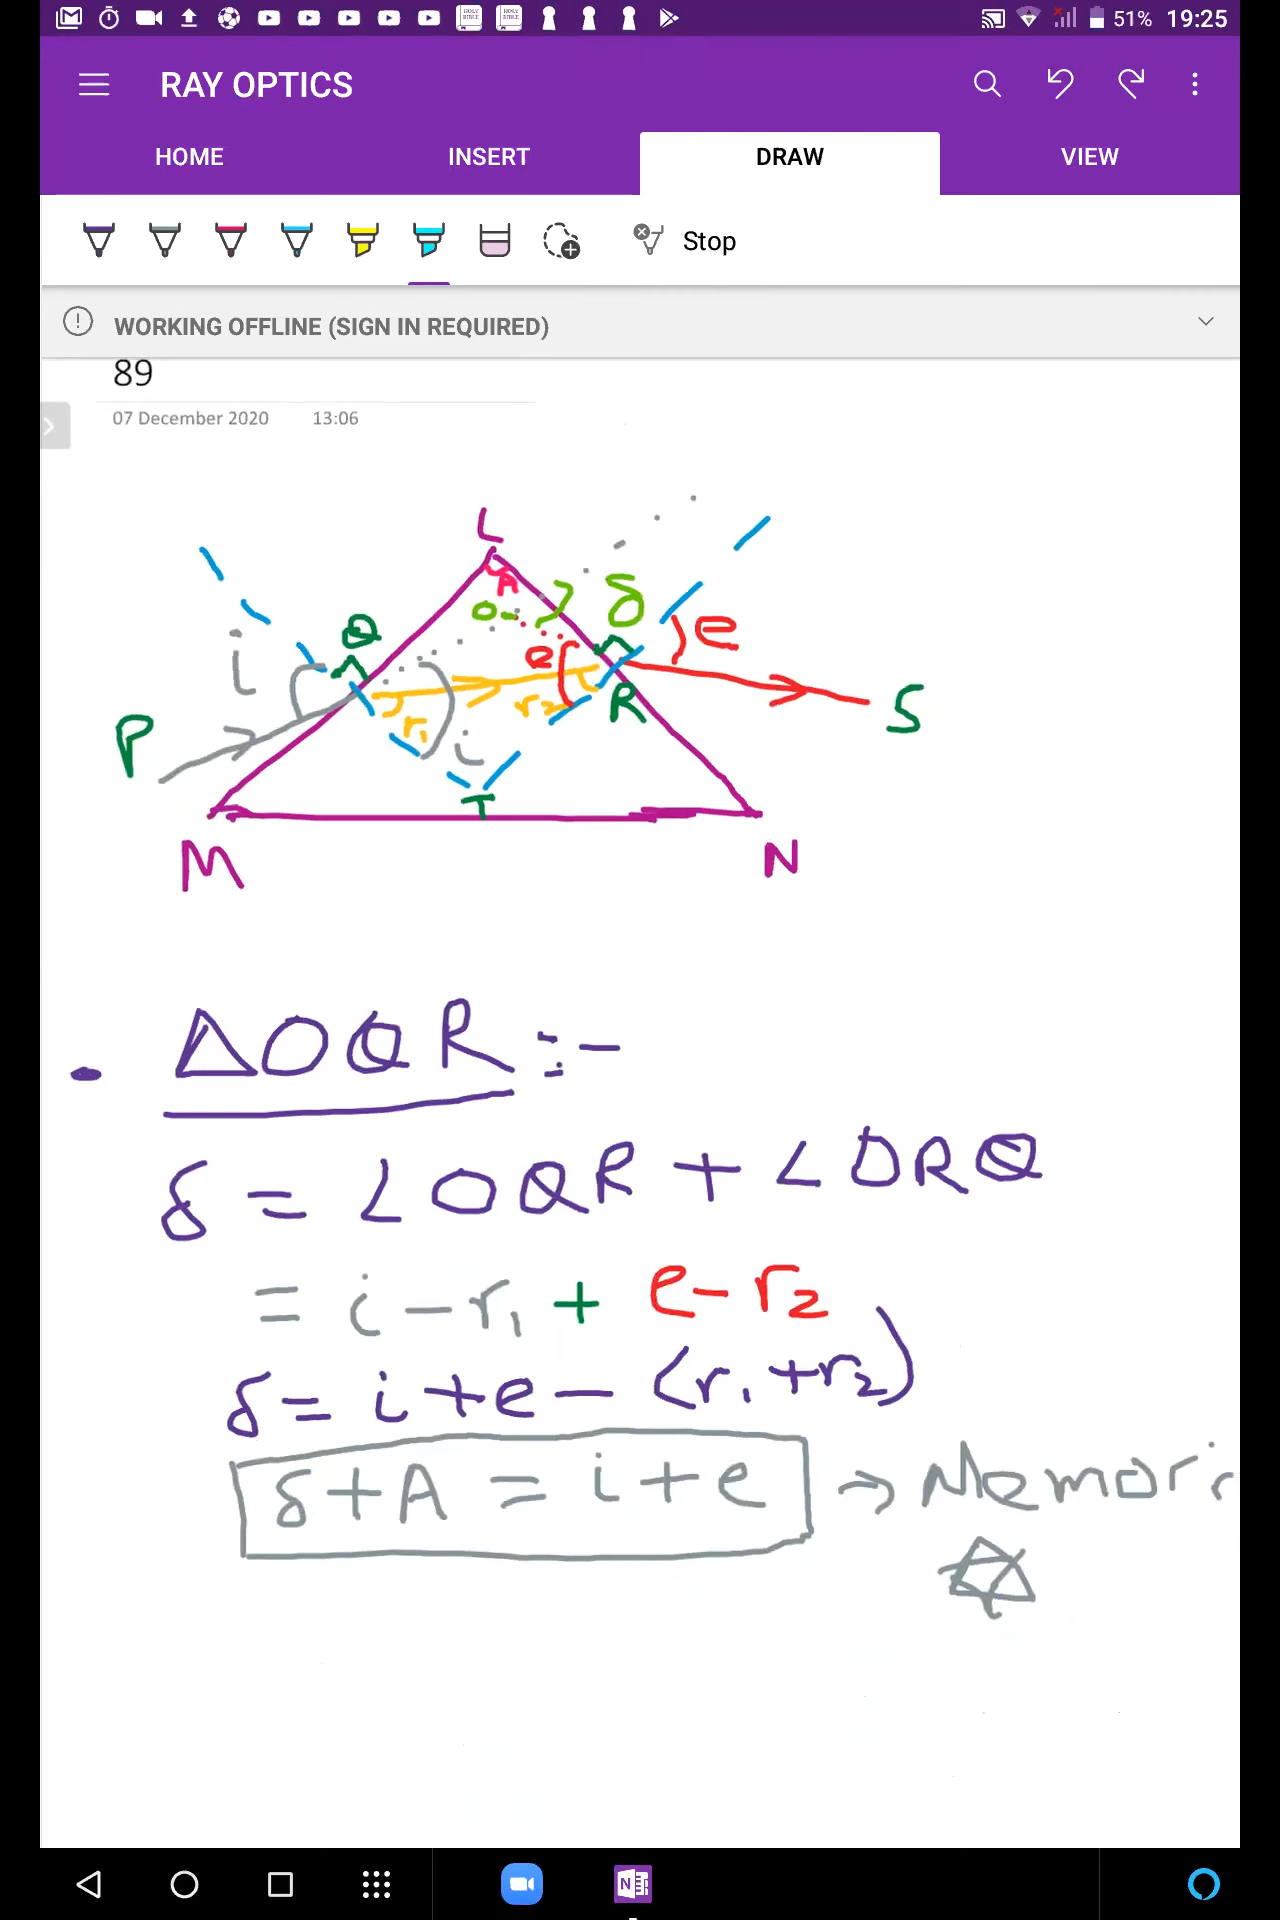 51% 19:25
RAY OPTICS
HOME INSERT DRAW VIEW
Stop
WORKING OFFLINE (SIGN IN REQUIRED)
89
07 December 2020 13:06
L
A
Q
O
δ
e
i
e
P
r₁
r₂
R
S
i
T
M
N
ΔOQR :-
δ = ∠OQR + ∠ORQ
= i - r₁ + e - r₂
δ = i + e - (r₁ + r₂)
δ + A = i + e → Memori